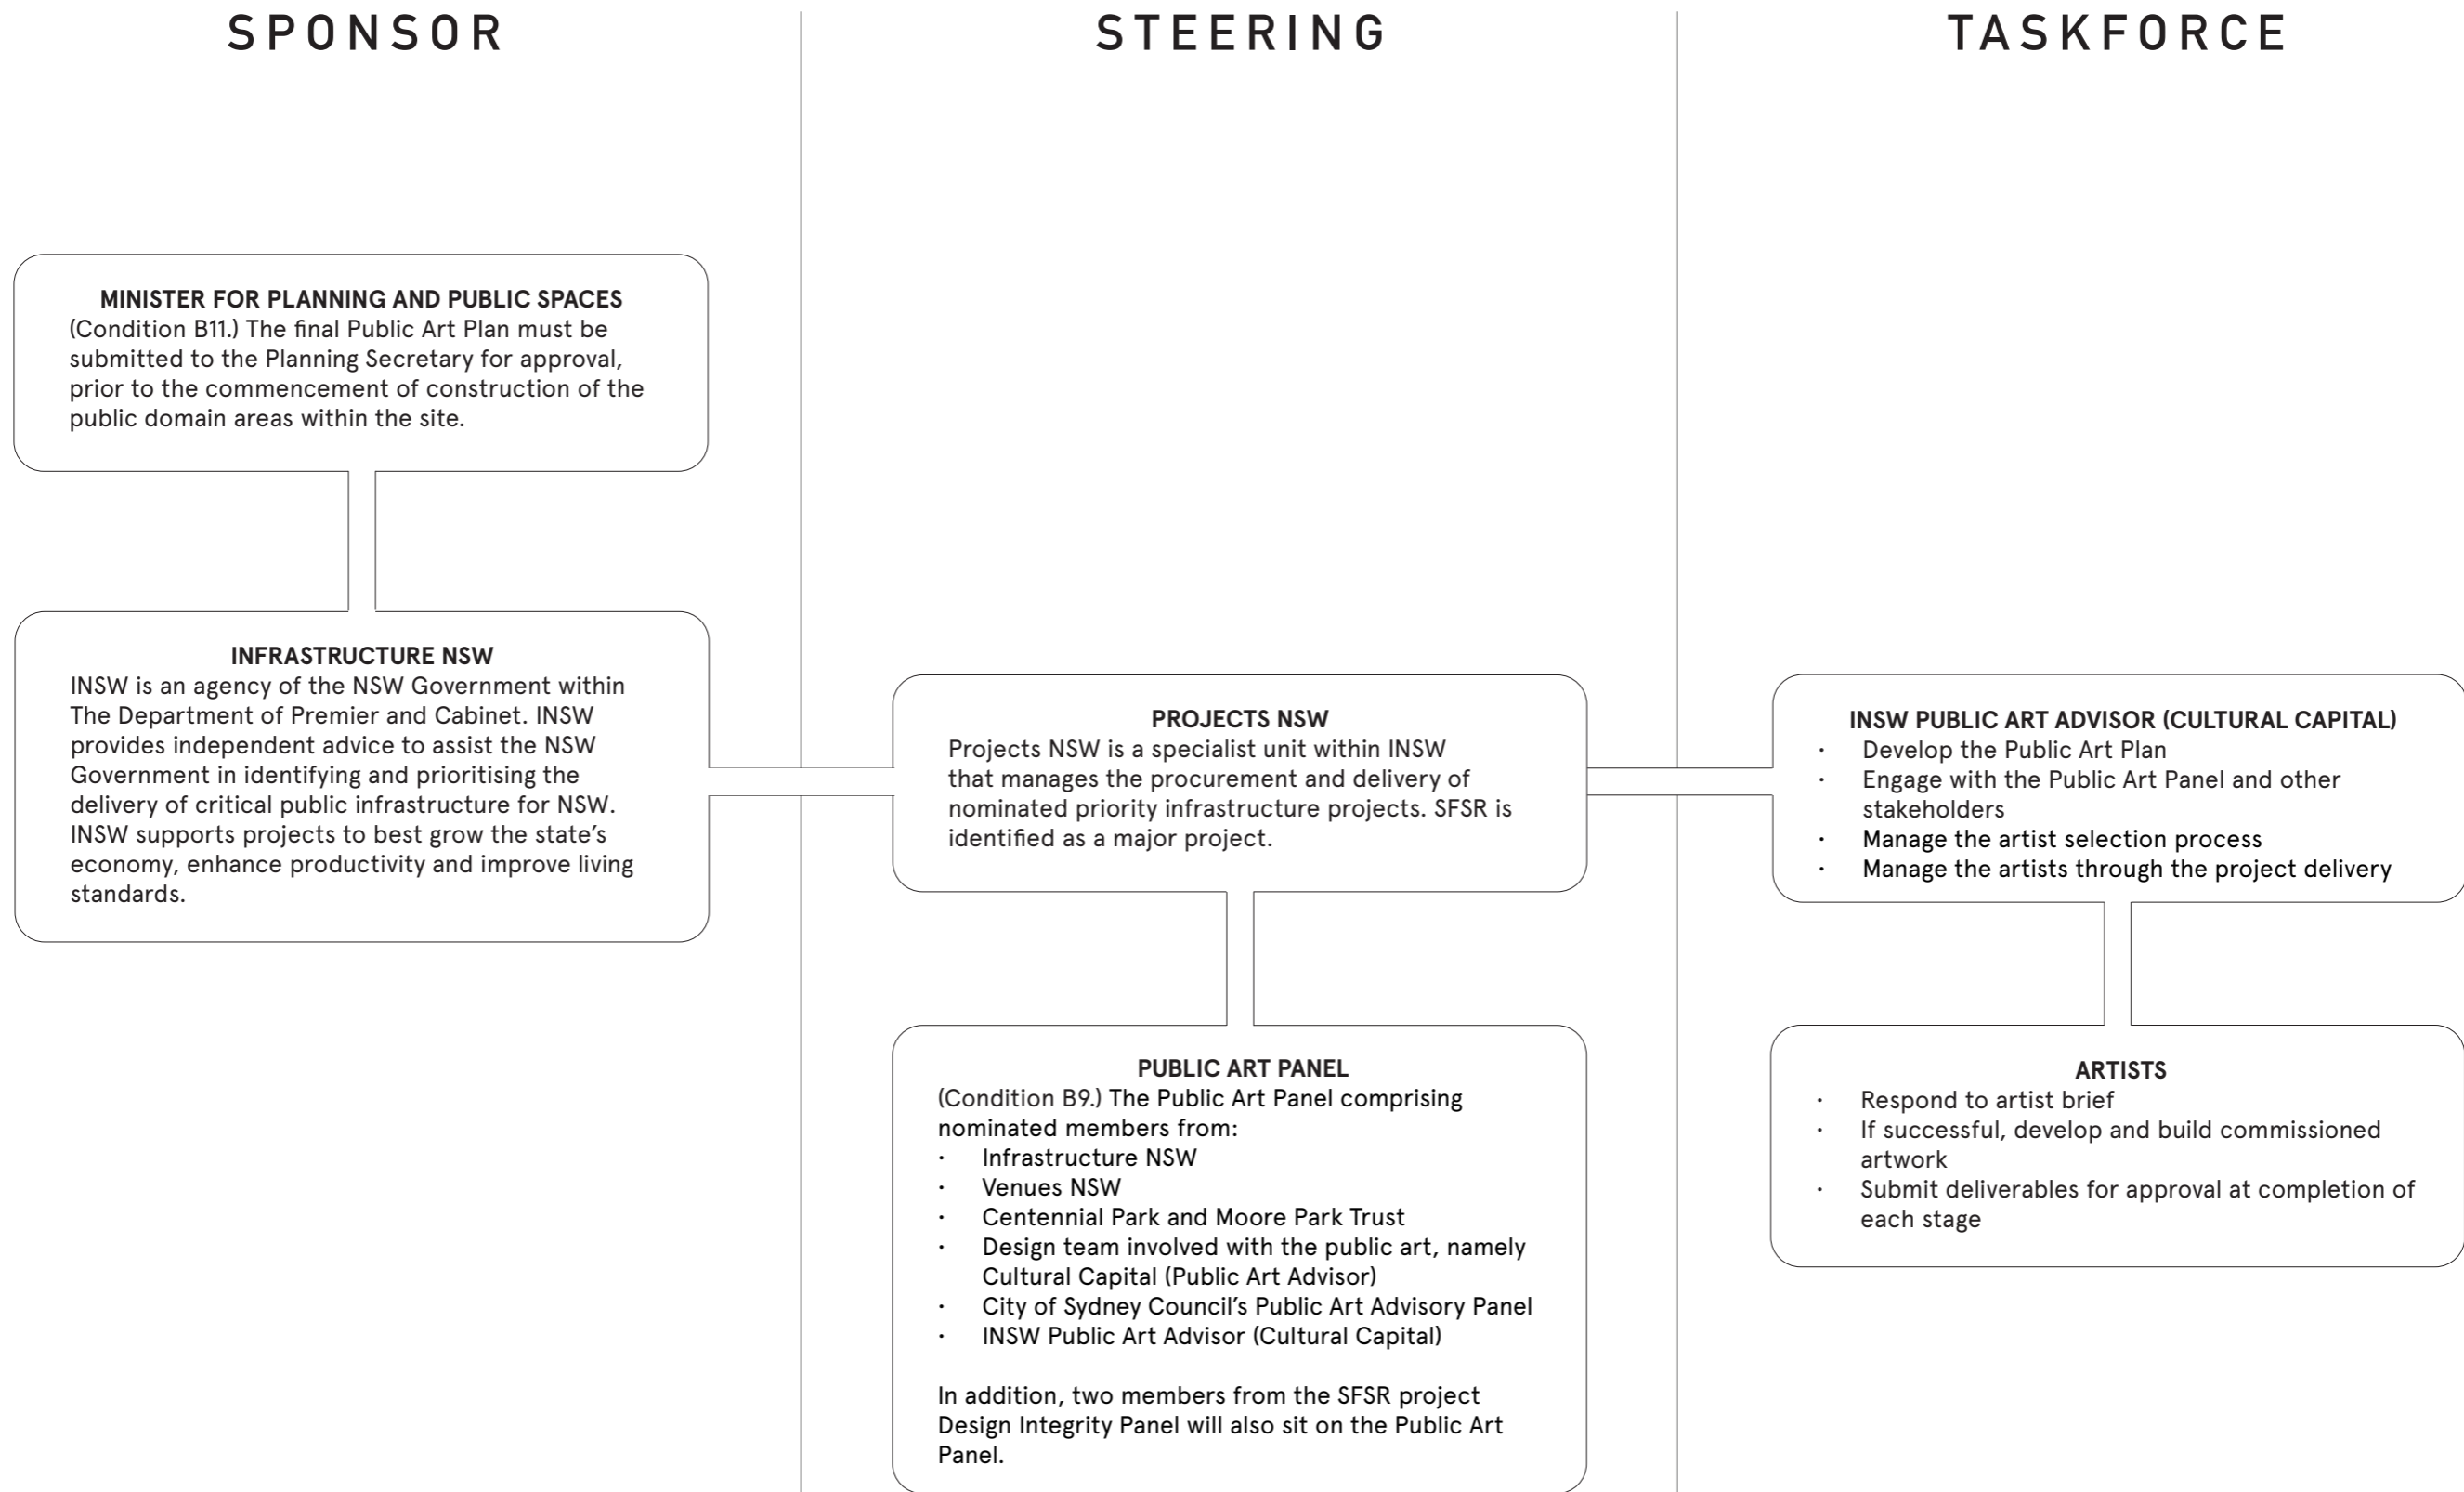 SPONSOR
STEERING
TASKFORCE
MINISTER FOR PLANNING AND PUBLIC SPACES
(Condition B11.) The final Public Art Plan must be
submitted to the Planning Secretary for approval,
prior to the commencement of construction of the
public domain areas within the site.
INFRASTRUCTURE NSW
INSW is an agency of the NSW Government within
The Department of Premier and Cabinet. INSW
provides independent advice to assist the NSW
Government in identifying and prioritising the
delivery of critical public infrastructure for NSW.
INSW supports projects to best grow the state’s
economy, enhance productivity and improve living
standards.
PROJECTS NSW
Projects NSW is a specialist unit within INSW
that manages the procurement and delivery of
nominated priority infrastructure projects. SFSR is
identified as a major project.
PUBLIC ART PANEL
(Condition B9.) The Public Art Panel comprising
nominated members from:
· Infrastructure NSW
· Venues NSW
· Centennial Park and Moore Park Trust
· Design team involved with the public art, namely
Cultural Capital (Public Art Advisor)
· City of Sydney Council’s Public Art Advisory Panel
· INSW Public Art Advisor (Cultural Capital)
In addition, two members from the SFSR project
Design Integrity Panel will also sit on the Public Art
Panel.
INSW PUBLIC ART ADVISOR (CULTURAL CAPITAL)
· Develop the Public Art Plan
· Engage with the Public Art Panel and other
stakeholders
· Manage the artist selection process
· Manage the artists through the project delivery
ARTISTS
· Respond to artist brief
· If successful, develop and build commissioned
artwork
· Submit deliverables for approval at completion of
each stage